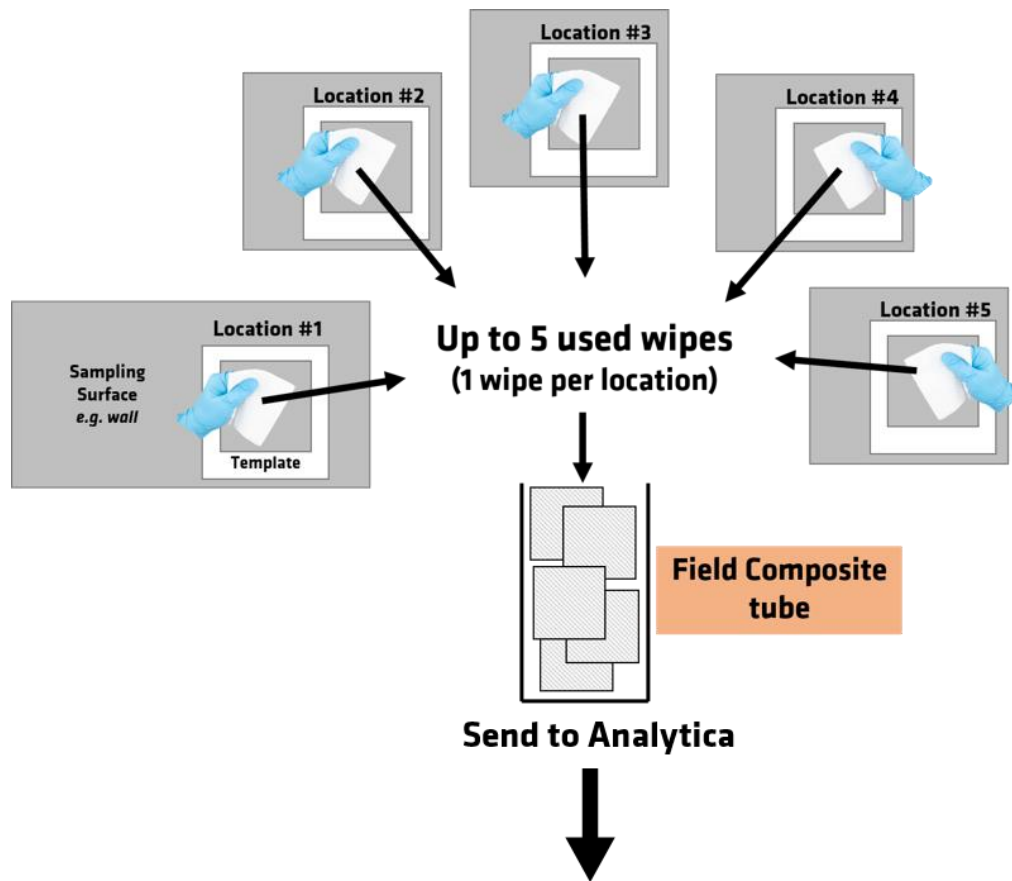 Location #3
Location #2
Location #4
Location #1
Location #5
Sampling
Surface
e.g. wall
Template
Up to 5 used wipes
(1 wipe per location)
Field Composite
tube
Send to Analytica